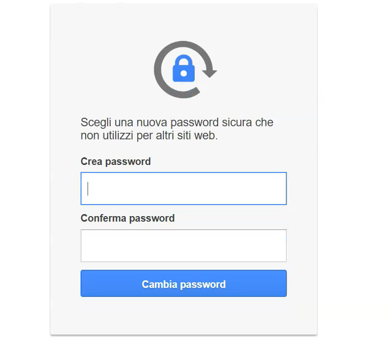 Scegli una nuova password sicura che
non utilizzi per altri siti web.
Crea password
Conferma password
Cambia password